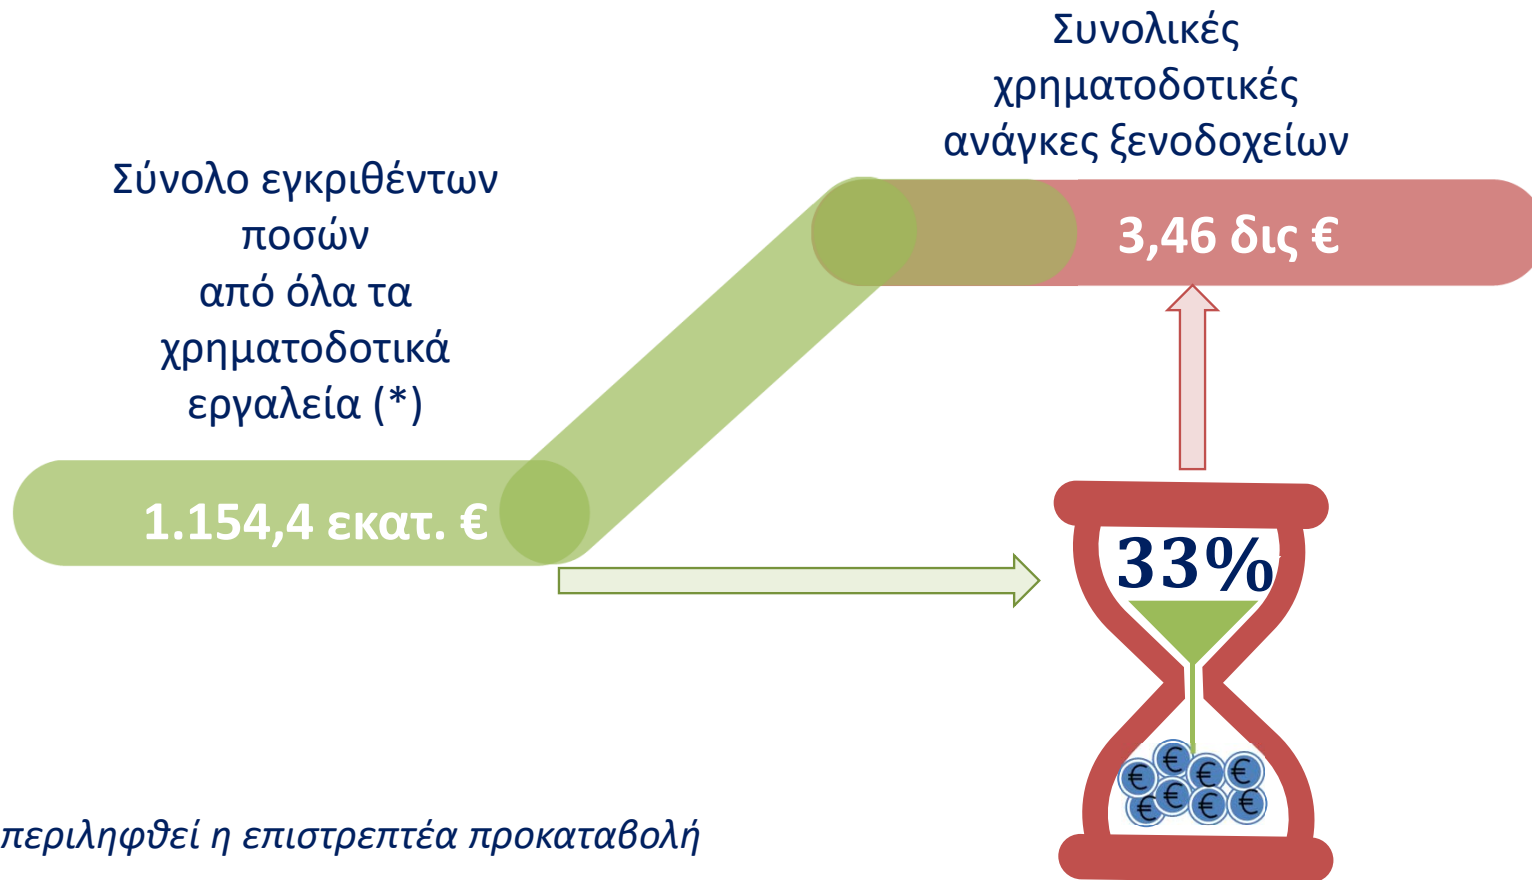 Συνολικές
χρηματοδοτικές
ανάγκες ξενοδοχείων
3,46 δις €
Σύνολο εγκριθέντων
ποσών
από όλα τα
χρηματοδοτικά
εργαλεία (*)
1.154,4 εκατ. €
33%
€ € € €
€ € € €
περιληφθεί η επιστρεπτέα προκαταβολή